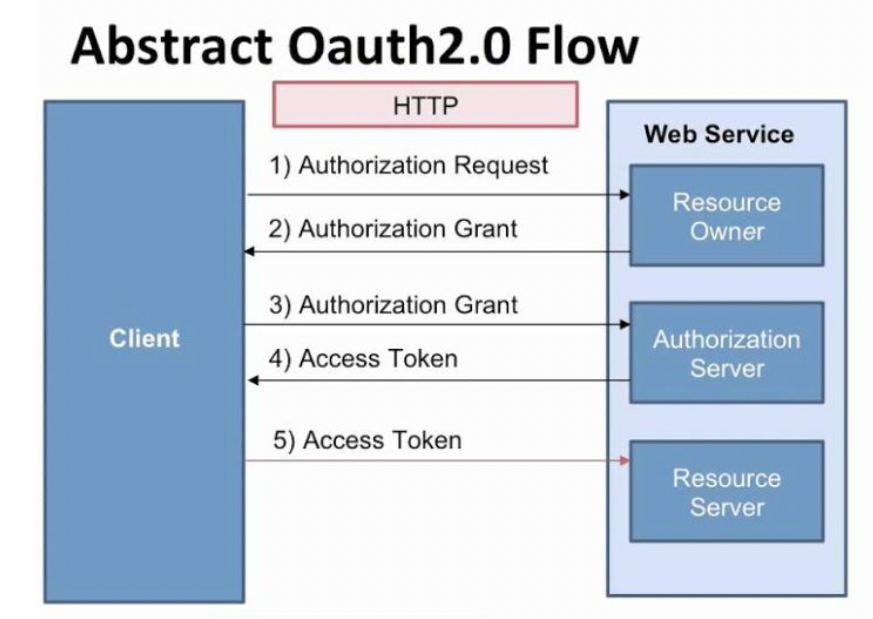 Abstract Oauth2.0 Flow
HTTP
Web Service
1) Authorization Request
Resource
Owner
2) Authorization Grant
3) Authorization Grant
Client
Authorization
Server
4) Access Token
5) Access Token
Resource
Server